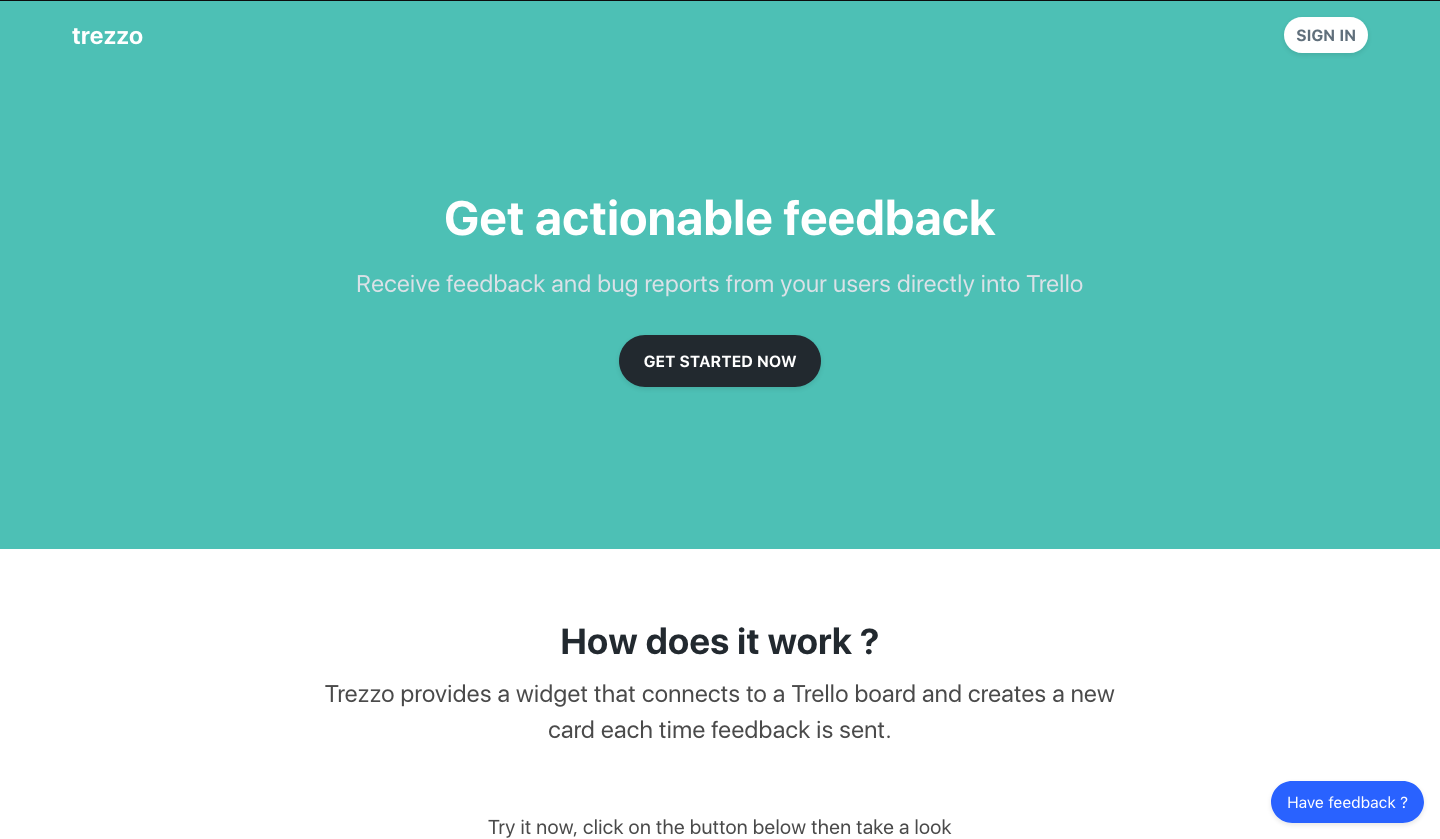 trezzo
SIGN IN
Get actionable feedback
Receive feedback and bug reports from your users directly into Trello
GET STARTED NOW
How does it work ?
Trezzo provides a widget that connects to a Trello board and creates a new
card each time feedback is sent.
Have feedback ?
Try it now, click on the button below then take a look